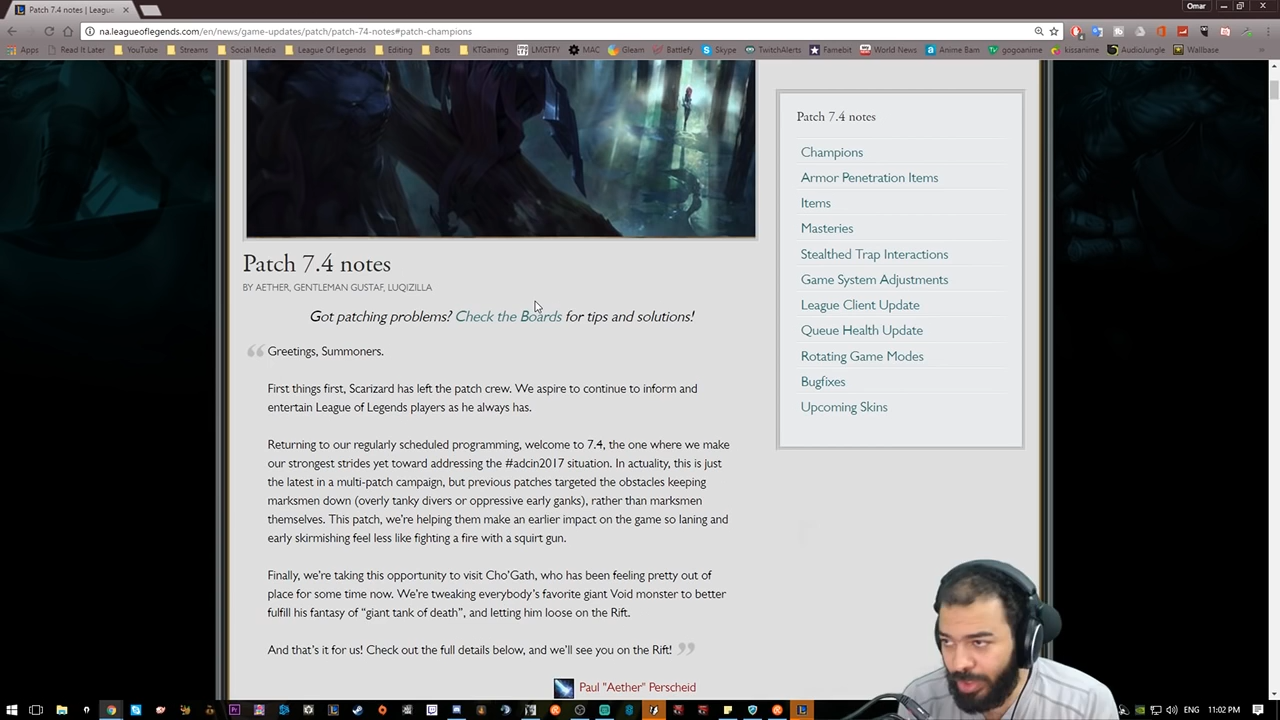 Patch 7.4 notes | League
Omar
na.leagueoflegends.com/en/news/game-updates/patch/patch-74-notes#patch-champions
Apps Read It Later YouTube Streams Social Media League Of Legends Editing Bots KTGaming LMGTFY MAC Gleam Battlefy Skype TwitchAlerts Famebit World News Anime Bam gogoanime kissanime AudioJungle Wallbase
Patch 7.4 notes
Champions
Armor Penetration Items
Items
Masteries
Stealthed Trap Interactions
Game System Adjustments
League Client Update
Queue Health Update
Rotating Game Modes
Bugfixes
Upcoming Skins
Patch 7.4 notes
BY AETHER, GENTLEMAN GUSTAF, LUQIZILLA
Got patching problems? Check the Boards for tips and solutions!
“ Greetings, Summoners.
First things first, Scarizard has left the patch crew. We aspire to continue to inform and
entertain League of Legends players as he always has.
Returning to our regularly scheduled programming, welcome to 7.4, the one where we make
our strongest strides yet toward addressing the #adcin2017 situation. In actuality, this is just
the latest in a multi-patch campaign, but previous patches targeted the obstacles keeping
marksmen down (overly tanky divers or oppressive early ganks), rather than marksmen
themselves. This patch, we're helping them make an earlier impact on the game so laning and
early skirmishing feel less like fighting a fire with a squirt gun.
Finally, we're taking this opportunity to visit Cho'Gath, who has been feeling pretty out of
place for some time now. We're tweaking everybody's favorite giant Void monster to better
fulfill his fantasy of “giant tank of death”, and letting him loose on the Rift.
And that's it for us! Check out the full details below, and we'll see you on the Rift! ”
Paul "Aether" Perscheid
ENG 11:02 PM